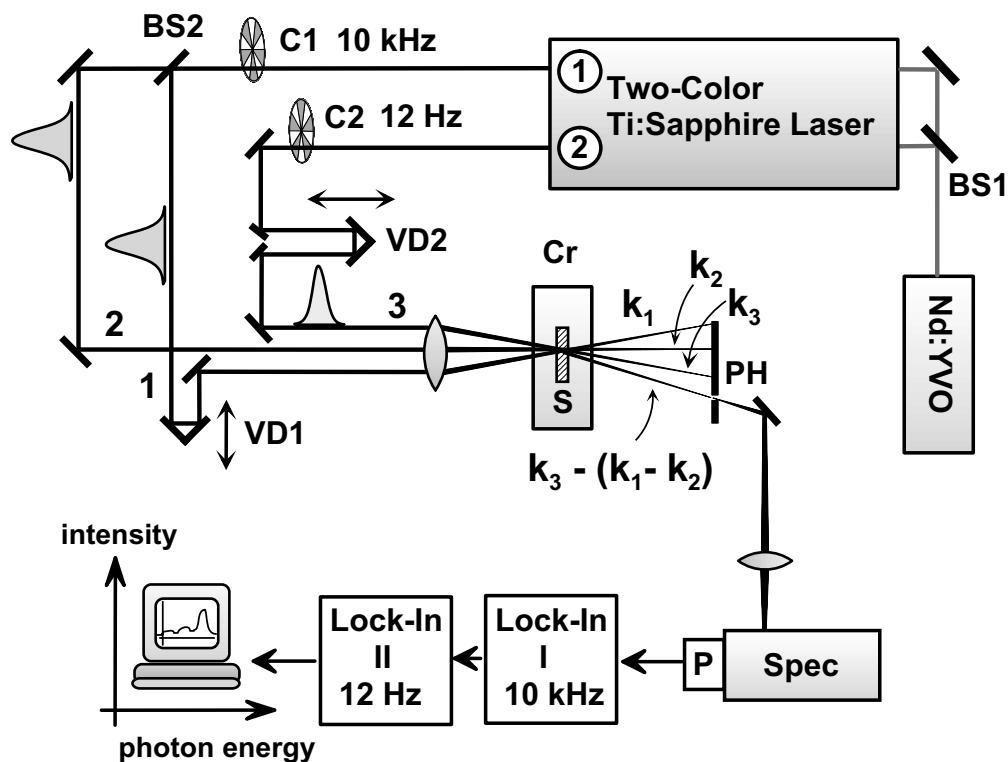 BS2
C1 10 kHz
1
Two-Color
Ti:Sapphire Laser
C2 12 Hz
2
BS1
VD2
Cr
k₂
k₁
k₃
3
2
Nd:YVO
PH
1
S
VD1
k₃ - (k₁- k₂)
intensity
Lock-In
II
12 Hz
Lock-In
I
10 kHz
P
Spec
photon energy